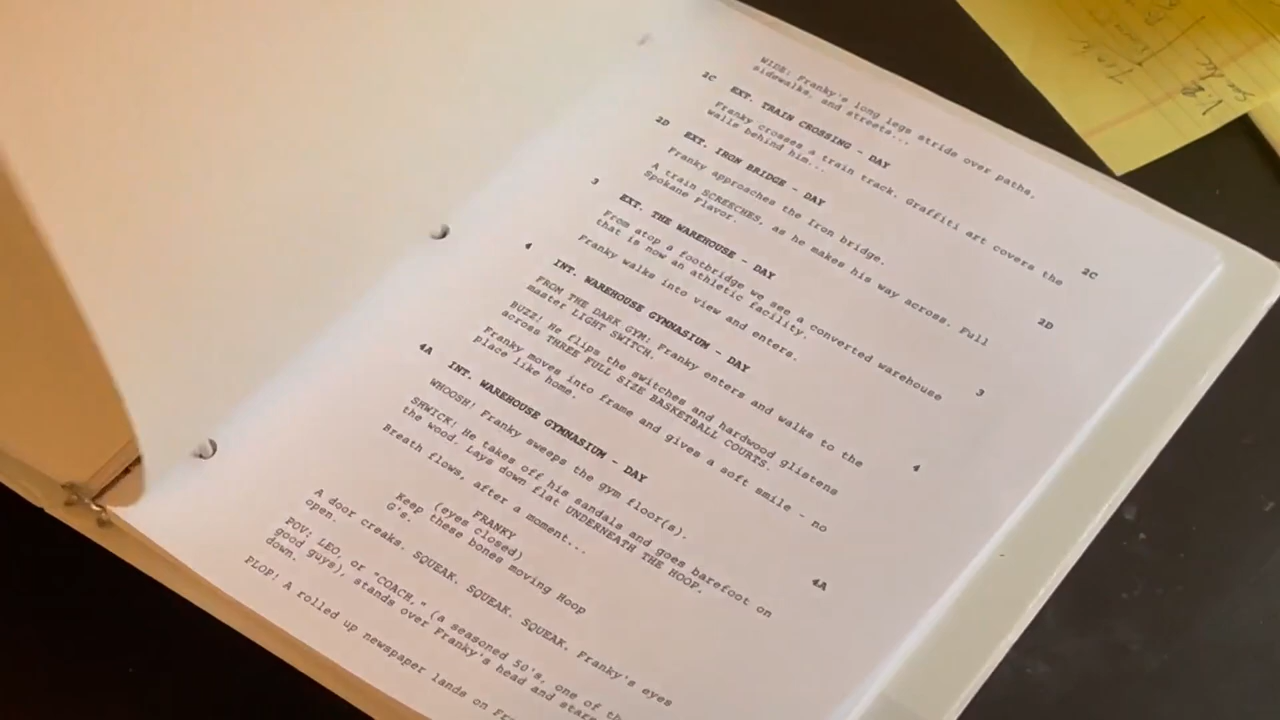 WIDE: Franky's long legs stride over paths,
sidewalks, and streets...
2C EXT. TRAIN CROSSING - DAY 2C
Franky crosses a train track. Graffiti art covers the
walls behind him...
2D EXT. IRON BRIDGE - DAY 2D
Franky approaches the Iron bridge.
A train SCREECHES, as he makes his way across. Full
Spokane Flavor.
3 EXT. THE WAREHOUSE - DAY 3
From atop a footbridge we see a converted warehouse
that is now an athletic facility.
Franky walks into view and enters.
4 INT. WAREHOUSE GYMNASIUM - DAY 4
FROM THE DARK GYM: Franky enters and walks to the
master LIGHT SWITCH.
BUZZ! He flips the switches and hardwood glistens
across THREE FULL SIZE BASKETBALL COURTS.
Franky moves into frame and gives a soft smile - no
place like home.
4A INT. WAREHOUSE GYMNASIUM - DAY 4A
WHOOSH! Franky sweeps the gym floor(s).
SHWICK! He takes off his sandals and goes barefoot on
the wood. Lays down flat UNDERNEATH THE HOOP.
Breath flows, after a moment...
FRANKY
(eyes closed)
Keep these bones moving Hoop
G's.
A door creaks. SQUEAK. SQUEAK. SQUEAK. Franky's eyes
open.
POV: LEO, or "COACH," (a seasoned 50's, one of the
good guys), stands over Franky's head and stares
down.
PLOP! A rolled up newspaper lands on